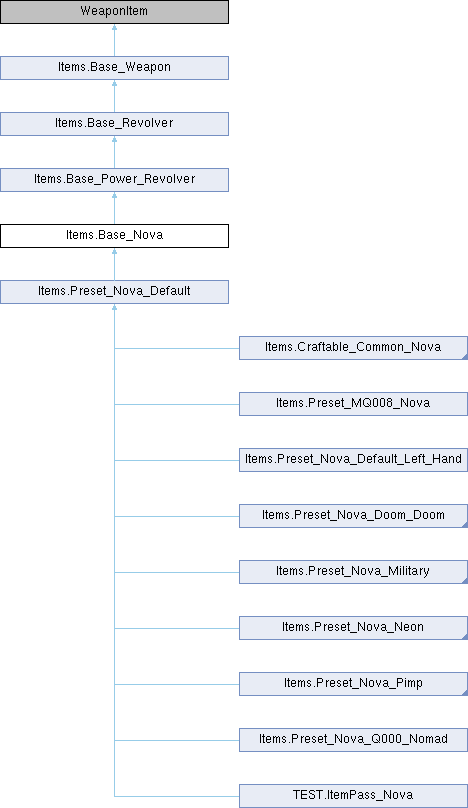 WeaponItem
Items.Base_Weapon
Items.Base_Revolver
Items.Base_Power_Revolver
Items.Base_Nova
Items.Preset_Nova_Default
Items.Craftable_Common_Nova
Items.Preset_MQ008_Nova
Items.Preset_Nova_Default_Left_Hand
Items.Preset_Nova_Doom_Doom
Items.Preset_Nova_Military
Items.Preset_Nova_Neon
Items.Preset_Nova_Pimp
Items.Preset_Nova_Q000_Nomad
TEST.ItemPass_Nova